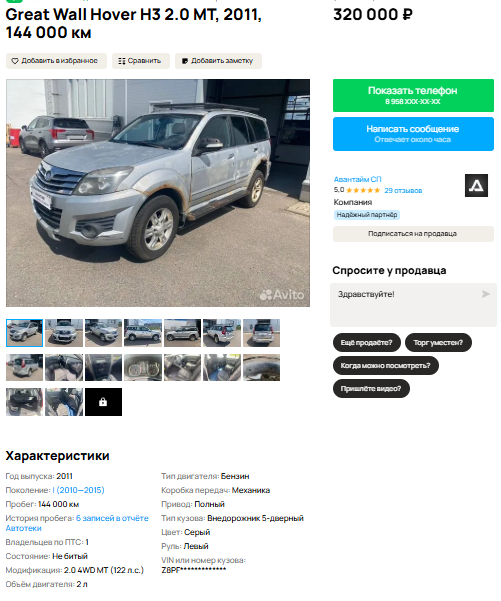 Great Wall Hover H3 2.0 MT, 2011,
144 000 км
320 000 ₽
Добавить в избранное
Сравнить
Добавить заметку
Avito
Показать телефон
8 958 XXX-XX-XX
Написать сообщение
Отвечает около часа
Авантайм СП
5,0
29 отзывов
Компания
Надёжный партнёр
Подписаться на продавца
Спросите у продавца
Здравствуйте!
Ещё продаёте?
Торг уместен?
Когда можно посмотреть?
Пришлёте видео?
Характеристики
Год выпуска: 2011
Поколение: I (2010—2015)
Пробег: 144 000 км
История пробега: 6 записей в отчёте
Автотеки
Владельцев по ПТС: 1
Состояние: Не битый
Модификация: 2.0 4WD MT (122 л.с.)
Объём двигателя: 2 л
Тип двигателя: Бензин
Коробка передач: Механика
Привод: Полный
Тип кузова: Внедорожник 5-дверный
Цвет: Серый
Руль: Левый
VIN или номер кузова:
Z8PF*************